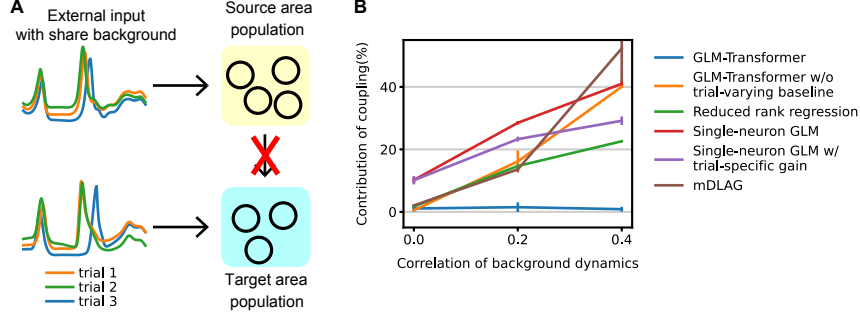 A
External input
with share background
Source area
population
Target area
population
trial 1
trial 2
trial 3
B
Contribution of coupling(%)
40
20
0
0.0
0.2
0.4
Correlation of background dynamics
GLM-Transformer
GLM-Transformer w/o
trial-varying baseline
Reduced rank regression
Single-neuron GLM
Single-neuron GLM w/
trial-specific gain
mDLAG